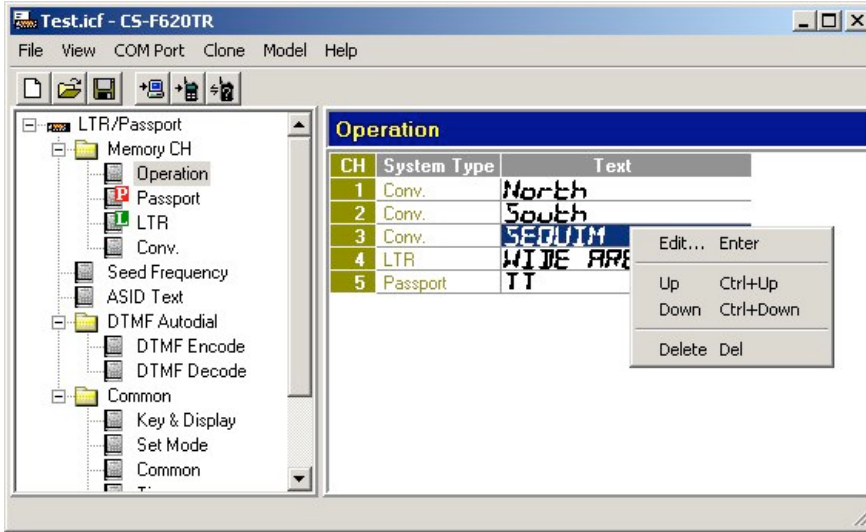 Test.icf - CS-F620TR
File View COM Port Clone Model Help
LTR/Passport
Memory CH
Operation
Passport
LTR
Conv.
Seed Frequency
ASID Text
DTMF Autodial
DTMF Encode
DTMF Decode
Common
Key & Display
Set Mode
Common
Operation
CH System Type Text
1 Conv. North
2 Conv. South
3 Conv. SEQUIM
4 LTR WIDE ARE
5 Passport TT
Edit... Enter
Up Ctrl+Up
Down Ctrl+Down
Delete Del